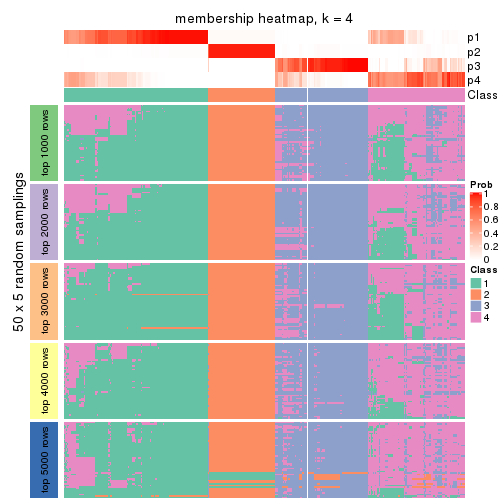 membership heatmap, k = 4
p1
p2
p3
p4
Class
50 x 5 random samplings
top 1000 rows
top 2000 rows
top 3000 rows
top 4000 rows
top 5000 rows
Prob
1
0.8
0.6
0.4
0.2
0
Class
1
2
3
4